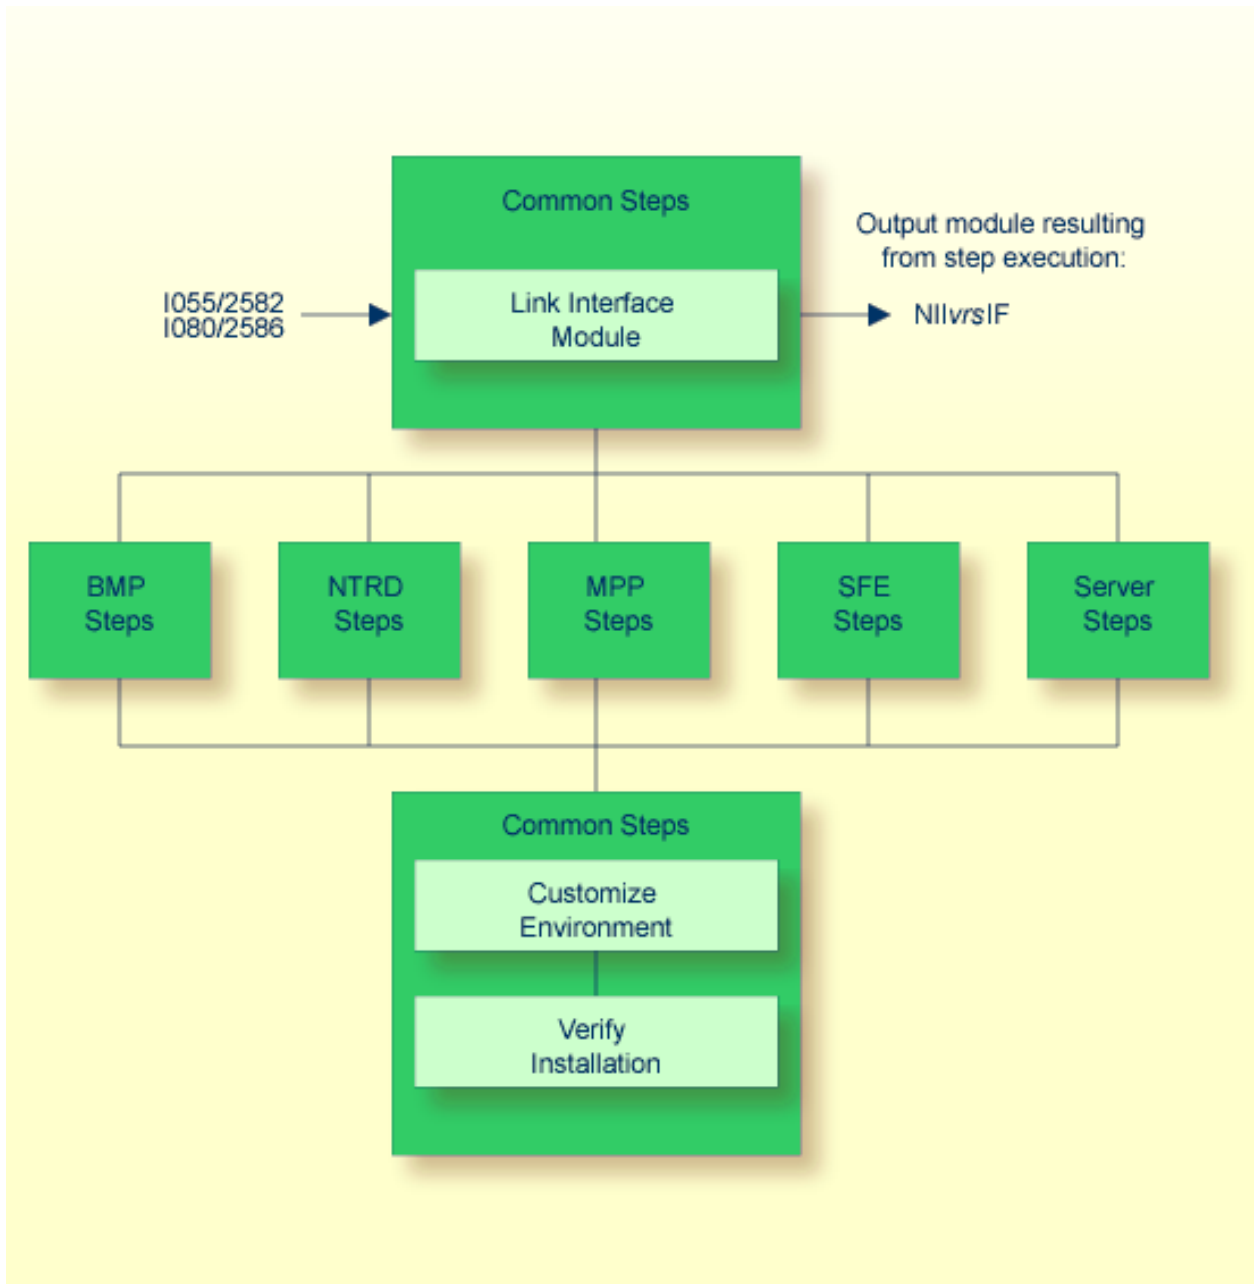 Common Steps
Output module resulting
from step execution:
I055/2582
I080/2586
Link Interface
Module
NIIvrsIF
BMP
Steps
NTRD
Steps
MPP
Steps
SFE
Steps
Server
Steps
Common Steps
Customize
Environment
Verify
Installation